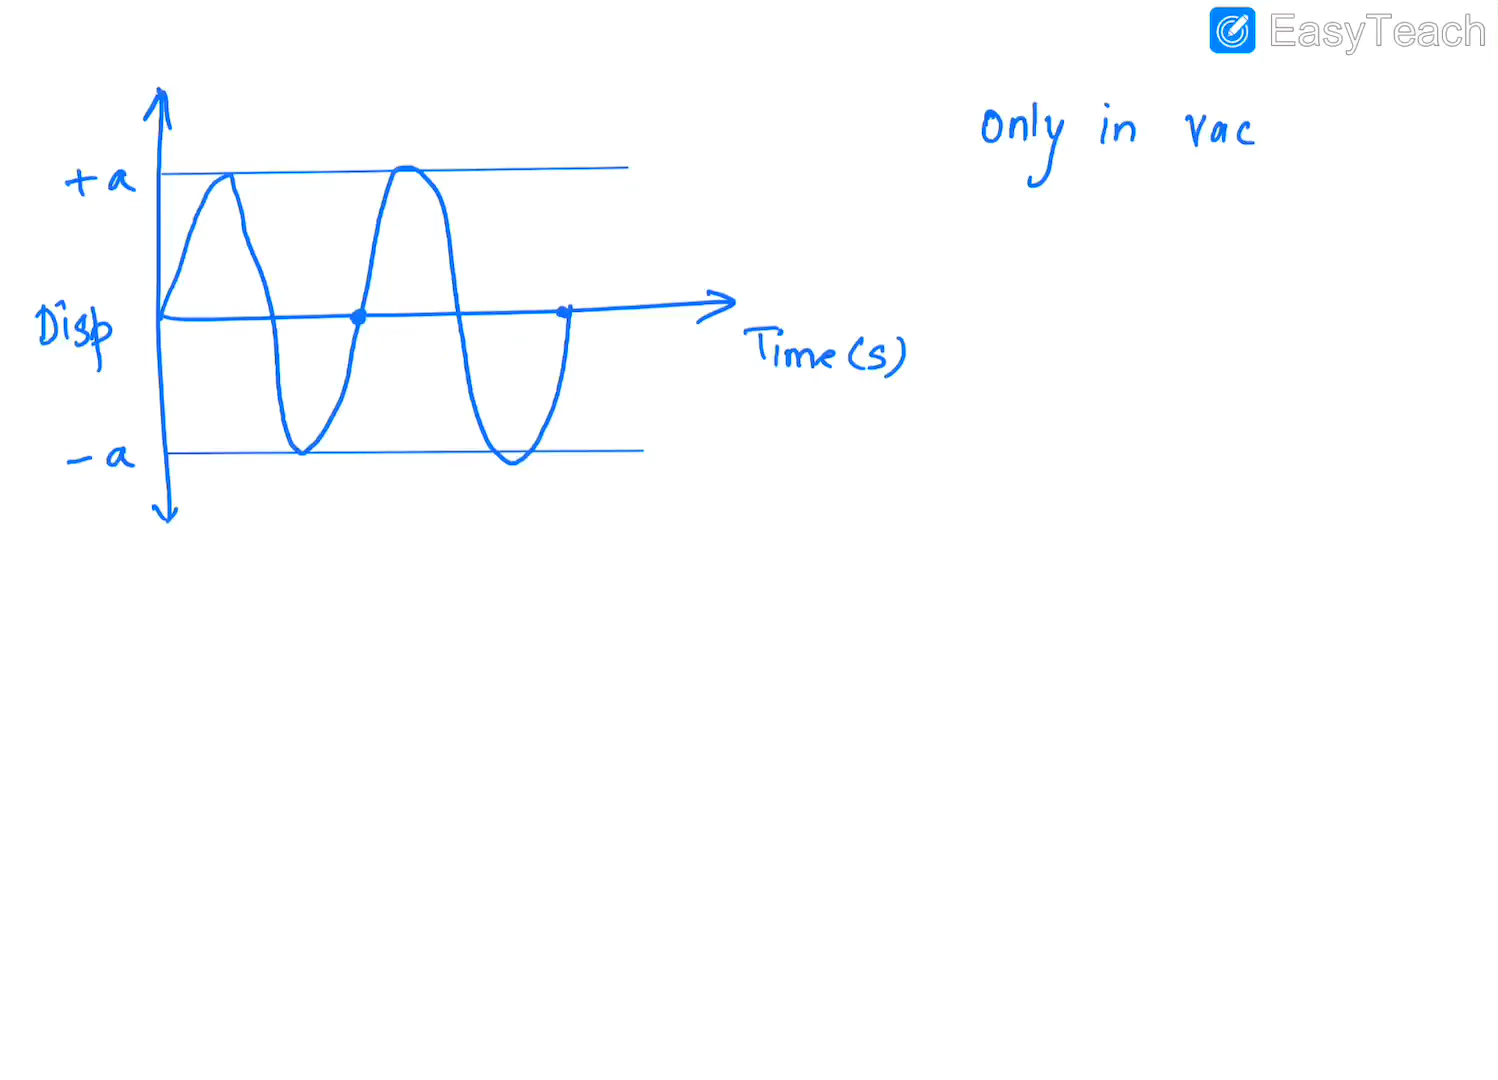 EasyTeach
Only in vac
+a
Disp
Time(s)
-a